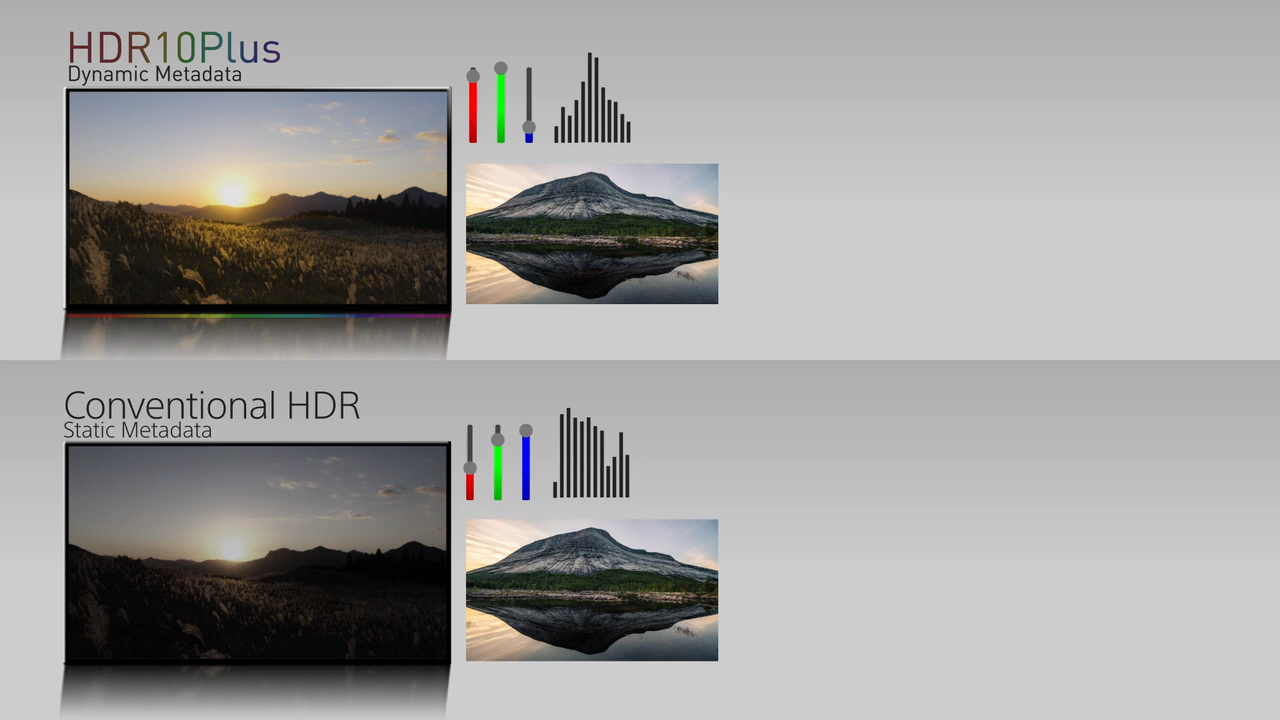 HDR10Plus
Dynamic Metadata
Conventional HDR
Static Metadata